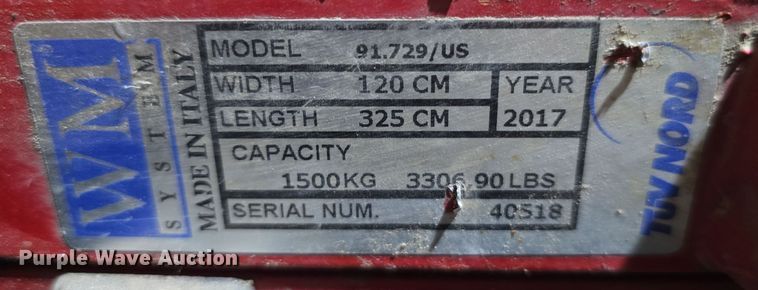 WM
SYSTEM
MADE IN ITALY
MODEL 91.729/US
WIDTH 120 CM
LENGTH 325 CM
YEAR
2017
CAPACITY
1500KG 3306.90 LBS
SERIAL NUM. 40518
TÜV NORD
Purple Wave Auction